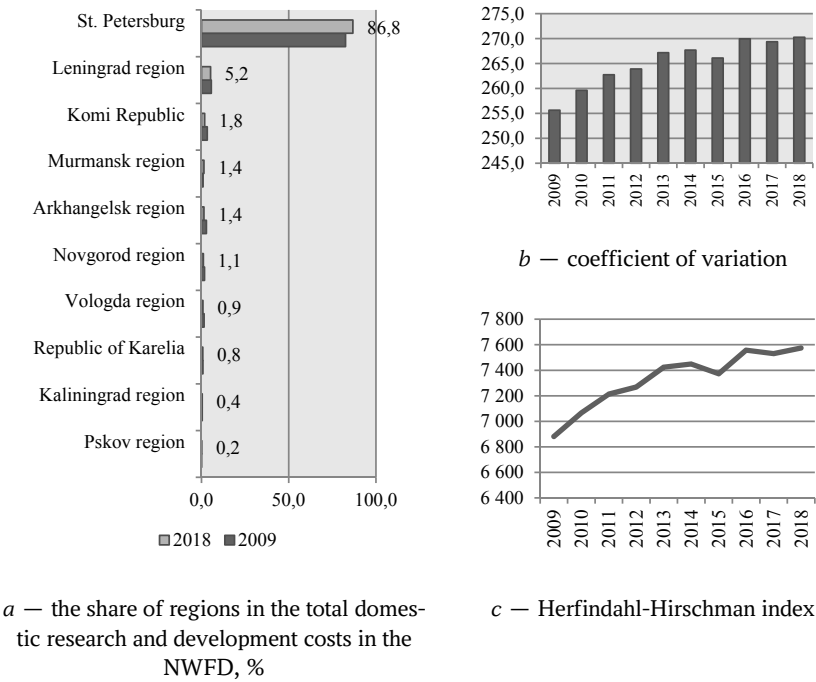 St. Petersburg
86,8
Leningrad region
5,2
Komi Republic
1,8
Murmansk region
1,4
Arkhangelsk region
1,4
Novgorod region
1,1
Vologda region
0,9
Republic of Karelia
0,8
Kaliningrad region
0,4
Pskov region
0,2
0,0 50,0 100,0
2018 2009
a — the share of regions in the total domes-
tic research and development costs in the
NWFD, %
275,0
270,0
265,0
260,0
255,0
250,0
245,0
2009 2010 2011 2012 2013 2014 2015 2016 2017 2018
b — coefficient of variation
7 800
7 600
7 400
7 200
7 000
6 800
6 600
6 400
2009 2010 2011 2012 2013 2014 2015 2016 2017 2018
c — Herfindahl-Hirschman index